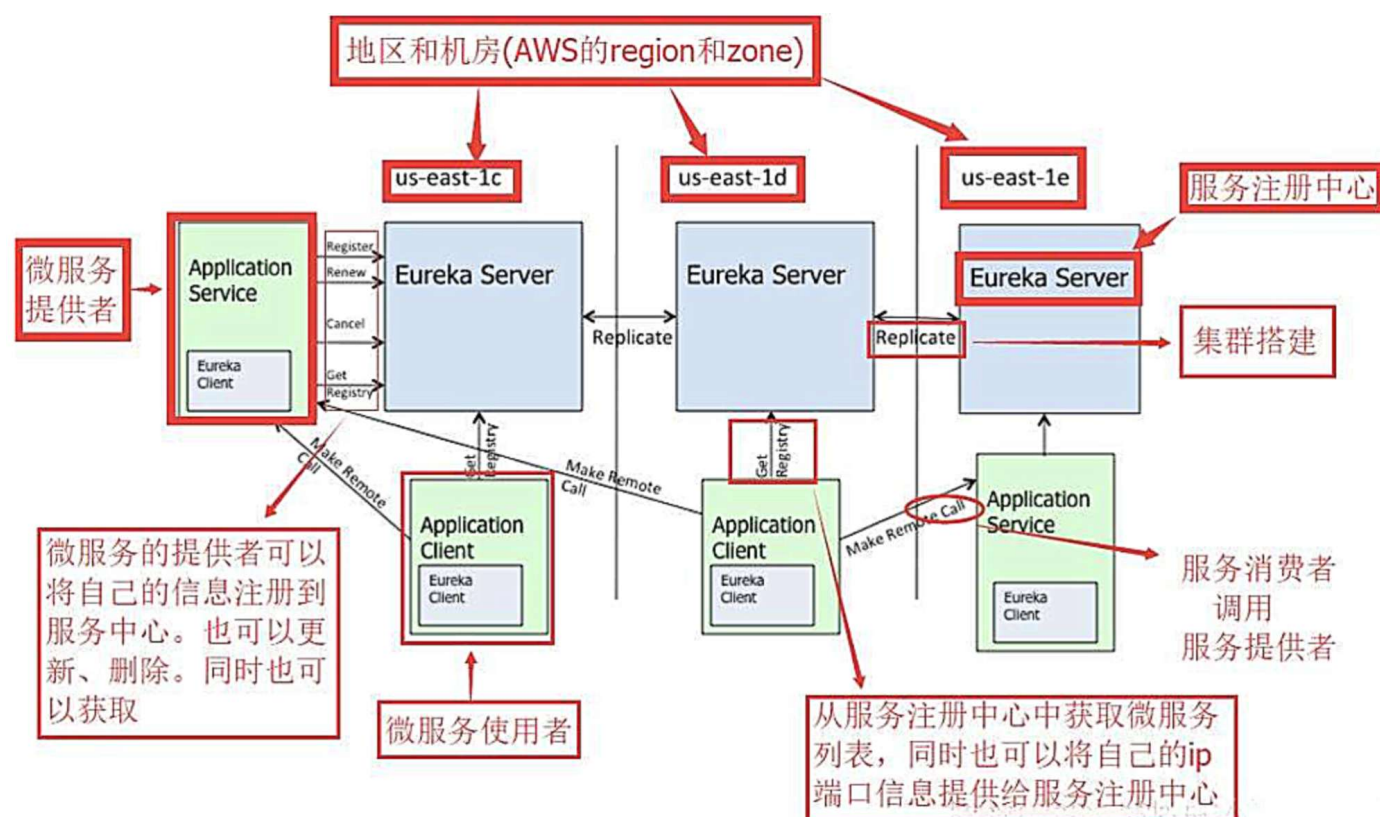 地区和机房(AWS的region和zone)
us-east-1c
us-east-1d
us-east-1e
服务注册中心
微服务
提供者
Application
Service
Eureka
Client
Register
Renew
Cancel
Get
Registry
Eureka Server
Replicate
Eureka Server
Replicate
Eureka Server
集群搭建
Make Remote
Call
Get
Registry
Make Remote
Call
Get
Registry
Make Remote Call
Application
Client
Eureka
Client
Application
Client
Eureka
Client
Application
Service
Eureka
Client
微服务的提供者可以
将自己的信息注册到
服务中心。也可以更
新、删除。同时也可
以获取
微服务使用者
服务消费者
调用
服务提供者
从服务注册中心中获取微服务
列表，同时也可以将自己的ip
端口信息提供给服务注册中心